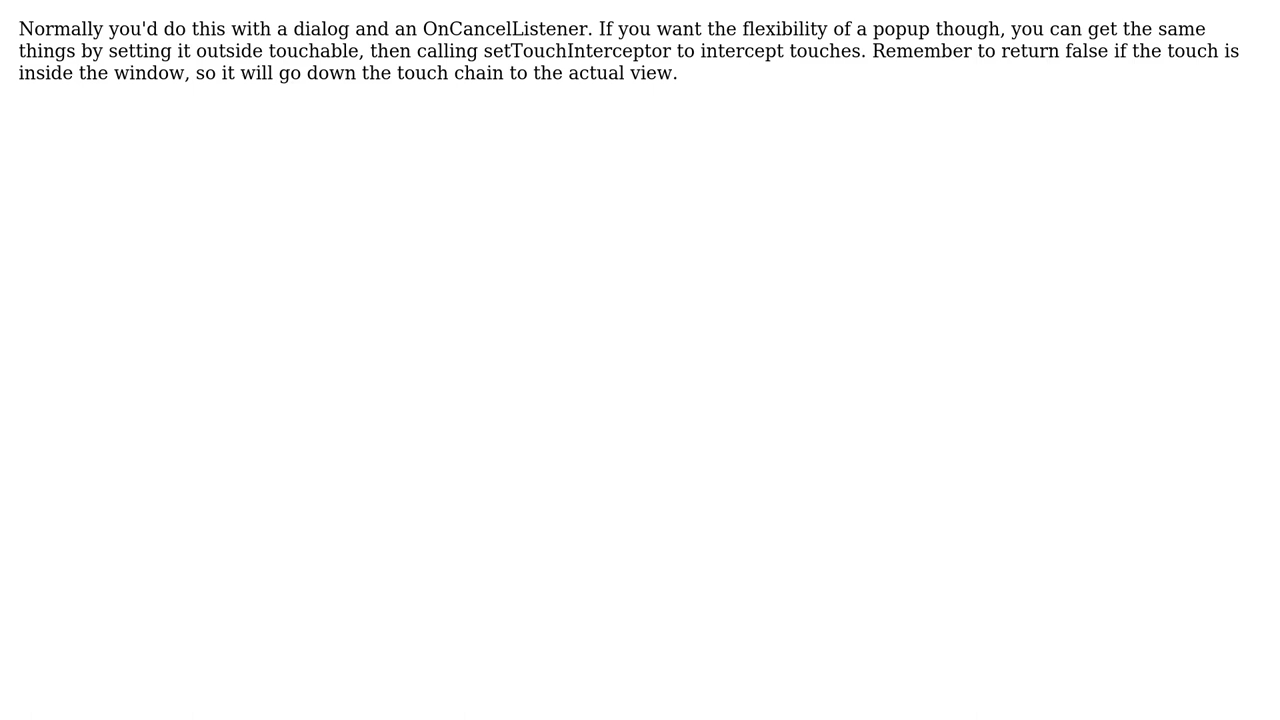 Normally you'd do this with a dialog and an OnCancelListener. If you want the flexibility of a popup though, you can get the same
things by setting it outside touchable, then calling setTouchInterceptor to intercept touches. Remember to return false if the touch is
inside the window, so it will go down the touch chain to the actual view.